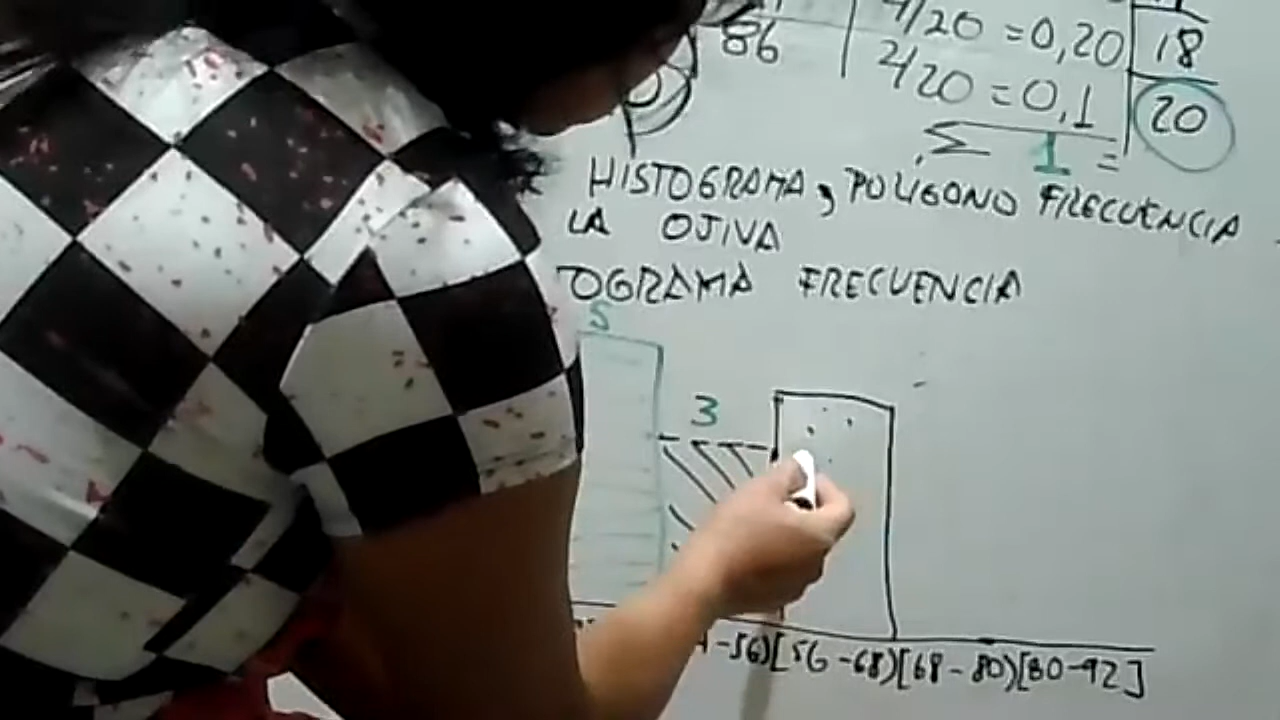 86
4/20 = 0,20 18
2/20 = 0,1 20
Σ 1 =
HISTOGRAMA, POLÍGONO FRECUENCIA
LA OJIVA
OGRAMA FRECUENCIA
5
3
-56)[56-68)[68-80)[80-92]